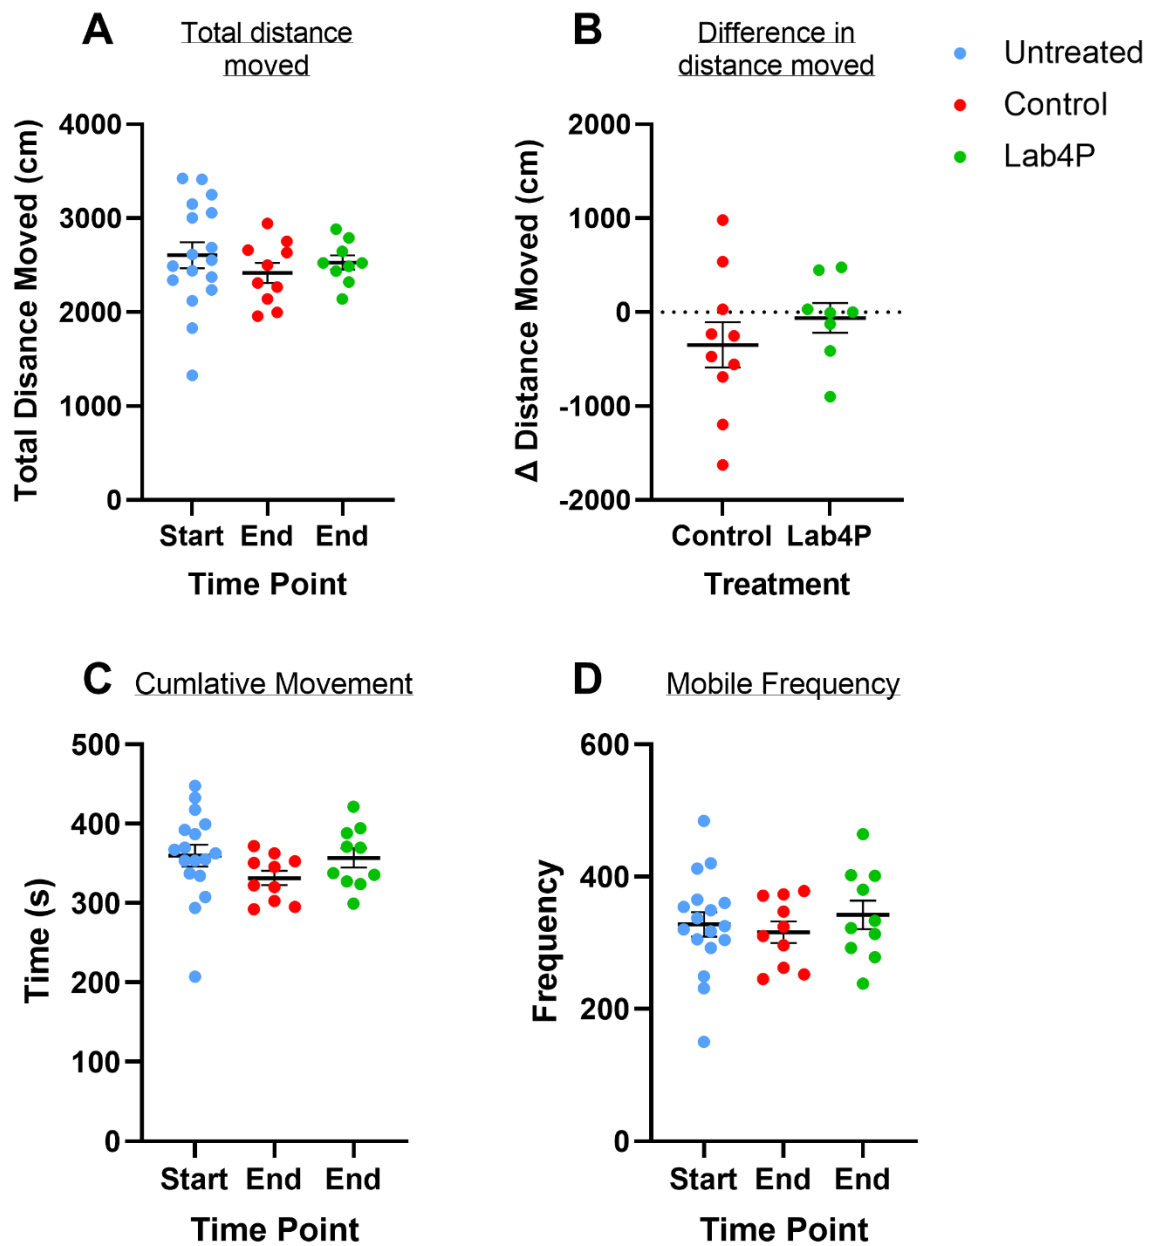 A
Total distance
moved
B
Difference in
distance moved
Untreated
Control
Lab4P
Total Disance Moved (cm)
4000
3000
2000
1000
0
Start End End
Time Point
Δ Distance Moved (cm)
2000
1000
0
-1000
-2000
Control Lab4P
Treatment
C
Cumlative Movement
Time (s)
500
400
300
200
100
0
Start End End
Time Point
D
Mobile Frequency
Frequency
600
400
200
0
Start End End
Time Point